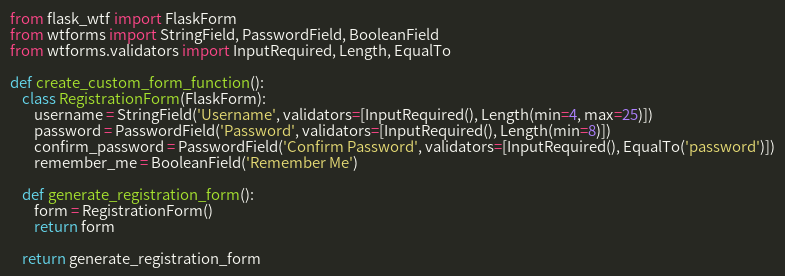 from flask_wtf import FlaskForm
from wtforms import StringField, PasswordField, BooleanField
from wtforms.validators import InputRequired, Length, EqualTo

def create_custom_form_function():
    class RegistrationForm(FlaskForm):
        username = StringField('Username', validators=[InputRequired(), Length(min=4, max=25)])
        password = PasswordField('Password', validators=[InputRequired(), Length(min=8)])
        confirm_password = PasswordField('Confirm Password', validators=[InputRequired(), EqualTo('password')])
        remember_me = BooleanField('Remember Me')

    def generate_registration_form():
        form = RegistrationForm()
        return form

    return generate_registration_form